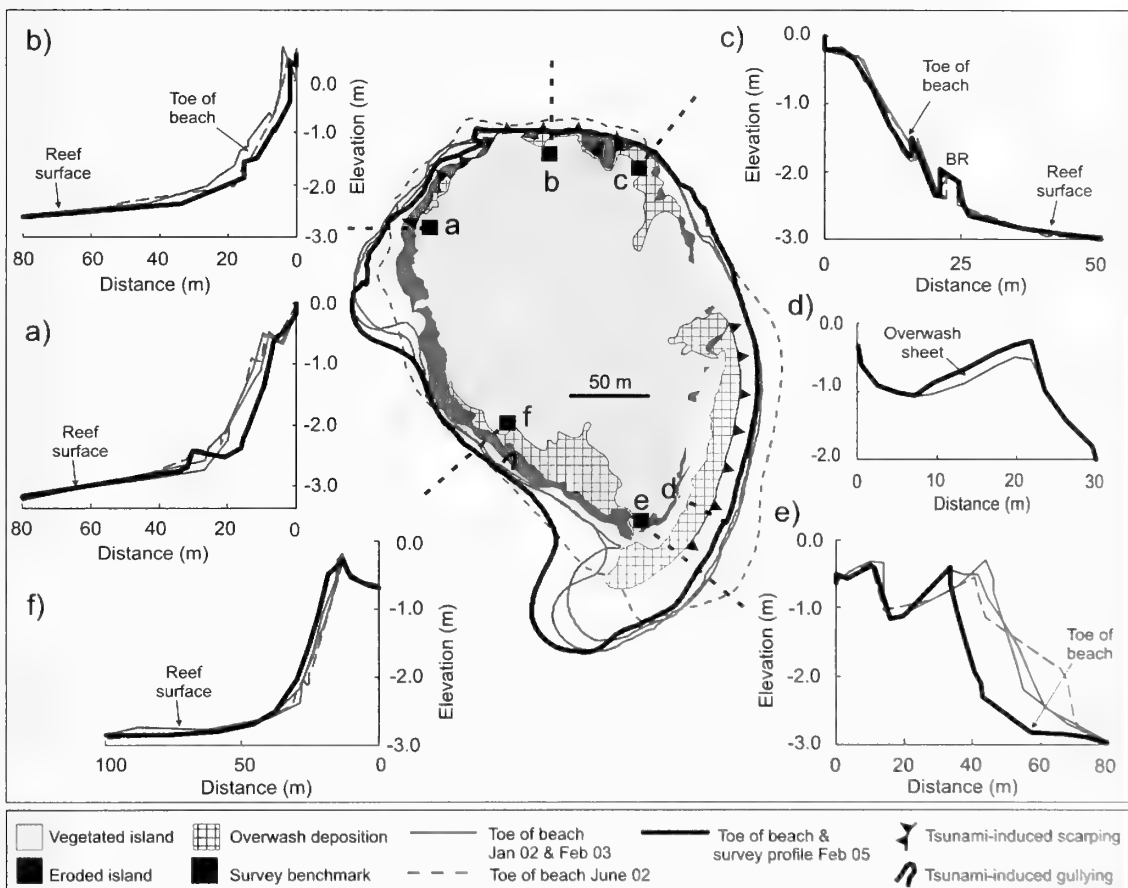 b)
0.0
-1.0
-2.0
-3.0
Elevation (m)
Toe of
beach
Reef
surface
80 60 40 20 0
Distance (m)
c)
0.0
-1.0
-2.0
-3.0
Elevation (m)
Toe of
beach
BR
Reef
surface
0 25 50
Distance (m)
a)
0.0
-1.0
-2.0
-3.0
Elevation (m)
Reef
surface
80 60 40 20 0
Distance (m)
d)
0.0
-1.0
-2.0
Elevation (m)
Overwash
sheet
0 10 20 30
Distance (m)
f)
0.0
-1.0
-2.0
-3.0
Elevation (m)
Reef
surface
100 50 0
Distance (m)
e)
0.0
-1.0
-2.0
-3.0
Elevation (m)
Toe of
beach
0 20 40 60 80
Distance (m)
b
c
a
50 m
f
d
e
Vegetated island
Overwash deposition
Toe of beach
Jan 02 & Feb 03
Toe of beach &
survey profile Feb 05
Tsunami-induced scarping
Eroded island
Survey benchmark
Toe of beach June 02
Tsunami-induced gullying